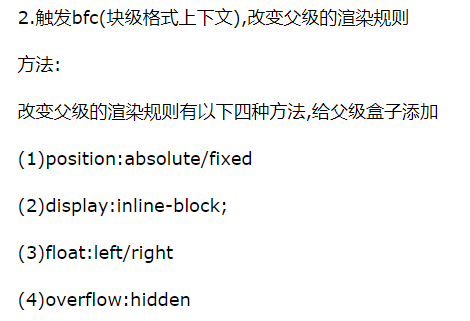 2.触发bfc(块级格式上下文),改变父级的渲染规则
方法:
改变父级的渲染规则有以下四种方法,给父级盒子添加
(1)position:absolute/fixed
(2)display:inline-block;
(3)float:left/right
(4)overflow:hidden